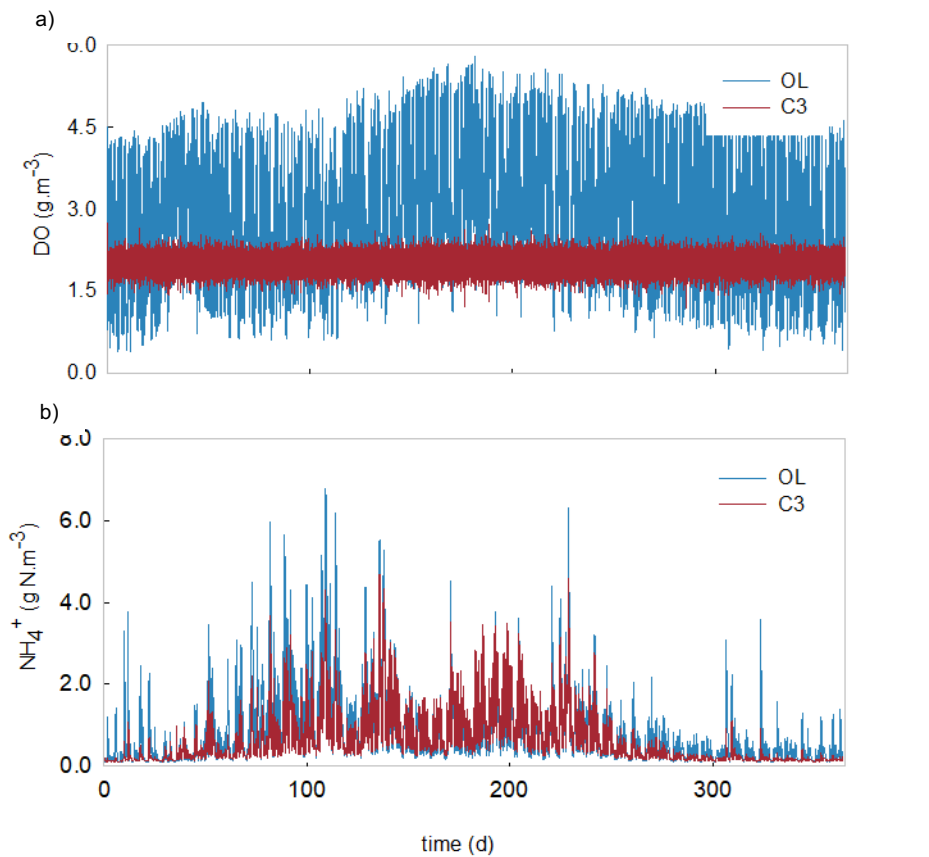 a)
6.0
OL
C3
4.5
DO (g.m⁻³)
3.0
1.5
0.0
b)
8.0
OL
C3
6.0
NH₄⁺ (g N.m⁻³)
4.0
2.0
0.0
0 100 200 300
time (d)